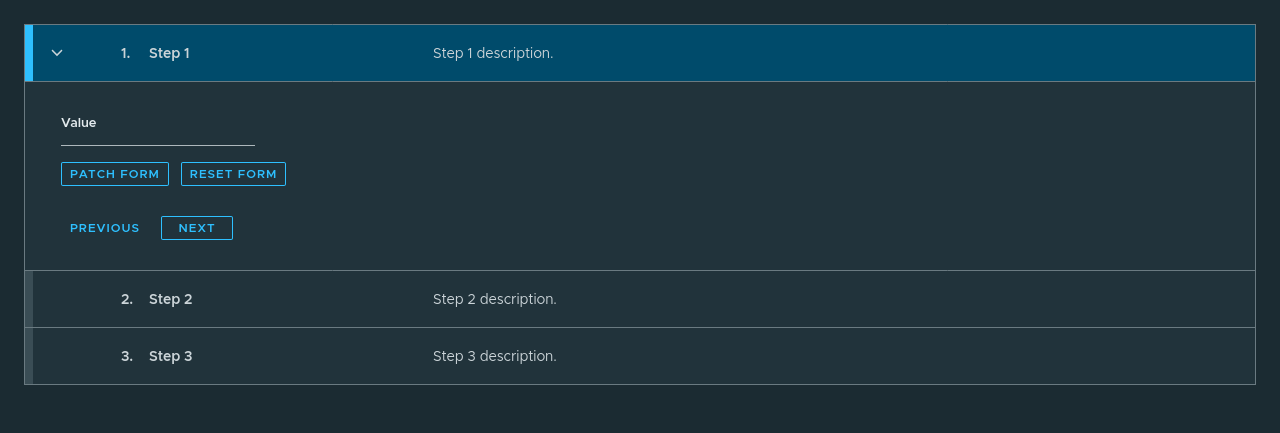 1. Step 1 Step 1 description.
Value
PATCH FORM RESET FORM
PREVIOUS NEXT
2. Step 2 Step 2 description.
3. Step 3 Step 3 description.